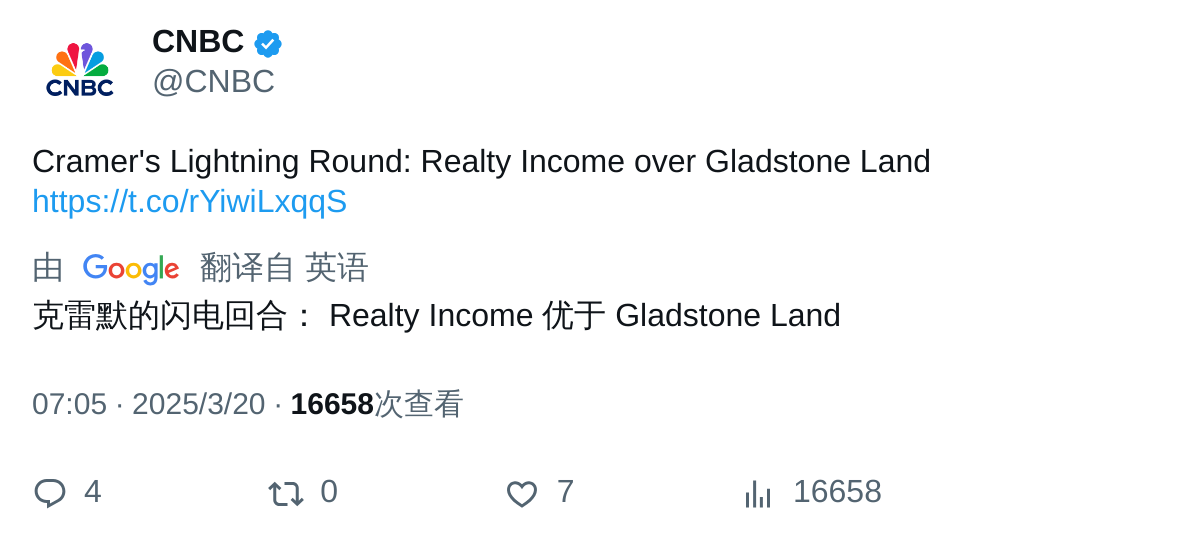 CNBC
CNBC
@CNBC
Cramer's Lightning Round: Realty Income over Gladstone Land
https://t.co/rYiwiLxqqS
由 Google 翻译自 英语
克雷默的闪电回合： Realty Income 优于 Gladstone Land
07:05 · 2025/3/20 · 16658次查看
4 0 7 16658